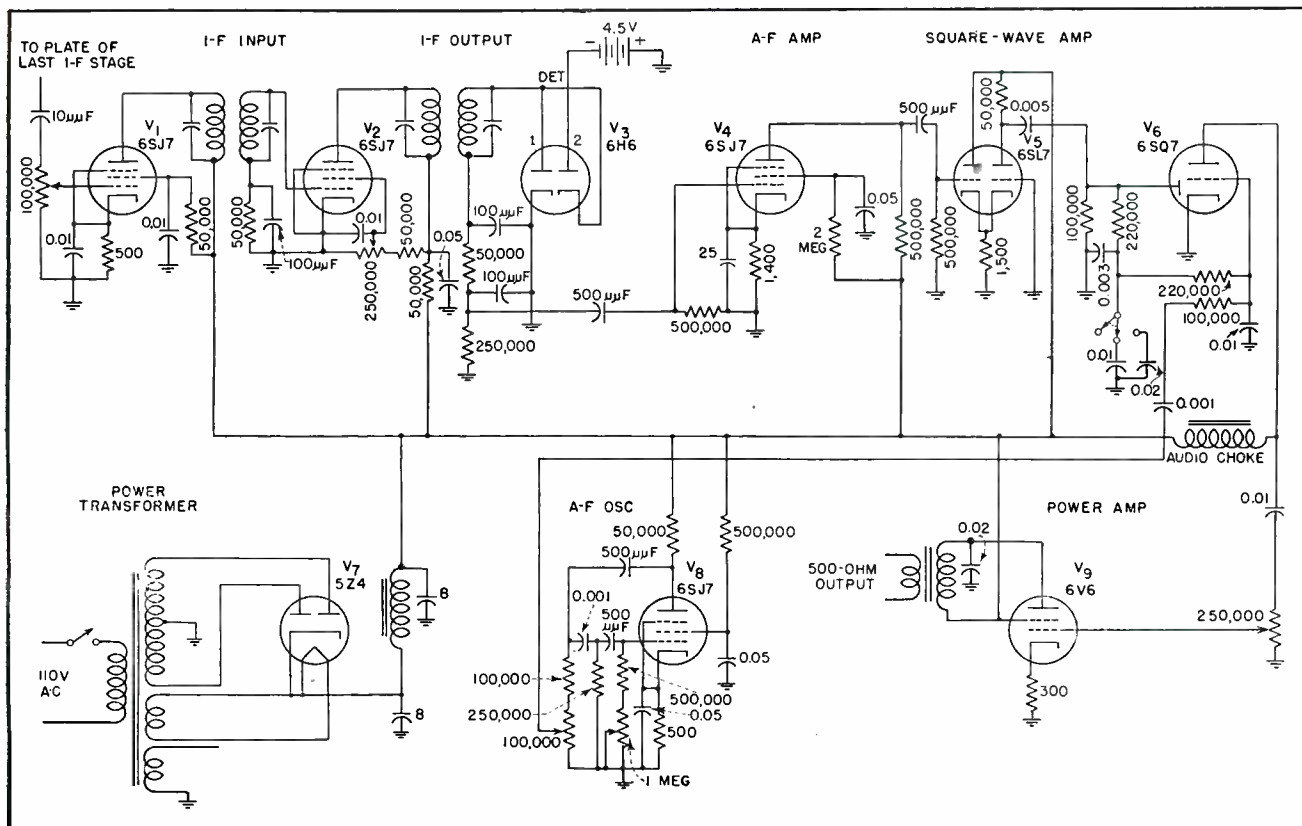 I-F INPUT
I-F OUTPUT
A-F AMP
SQUARE-WAVE AMP
4.5V
- +
TO PLATE OF
LAST I-F STAGE
DET
10μμF
V1
6SJ7
V2
6SJ7
1 2
V3
6H6
V4
6SJ7
500μμF
50,000
0.005
V5
6SL7
V6
6SQ7
100,000
0.01
500
0.01
50,000
50,000
100μμF
0.01
250,000
50,000
50,000
0.05
100μμF
50,000
100μμF
250,000
500μμF
500,000
25
1,400
2
MEG
0.05
500,000
500,000
1,500
100,000
0.003
220,000
220,000
100,000
0.01
0.01
0.02
0.001
AUDIO CHOKE
POWER
TRANSFORMER
V7
5Z4
110V
A-C
8
8
A-F OSC
50,000
500,000
500μμF
V8
6SJ7
0.001
500
μμF
100,000
250,000
100,000
500,000
0.05
500
1 MEG
0.05
POWER AMP
0.02
500-OHM
OUTPUT
V9
6V6
300
0.01
250,000